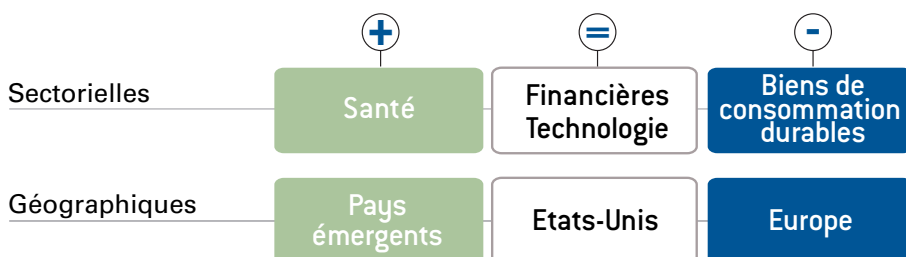 +
=
-
Sectorielles
Santé
Financières
Technologie
Biens de
consommation
durables
Géographiques
Pays
émergents
Etats-Unis
Europe